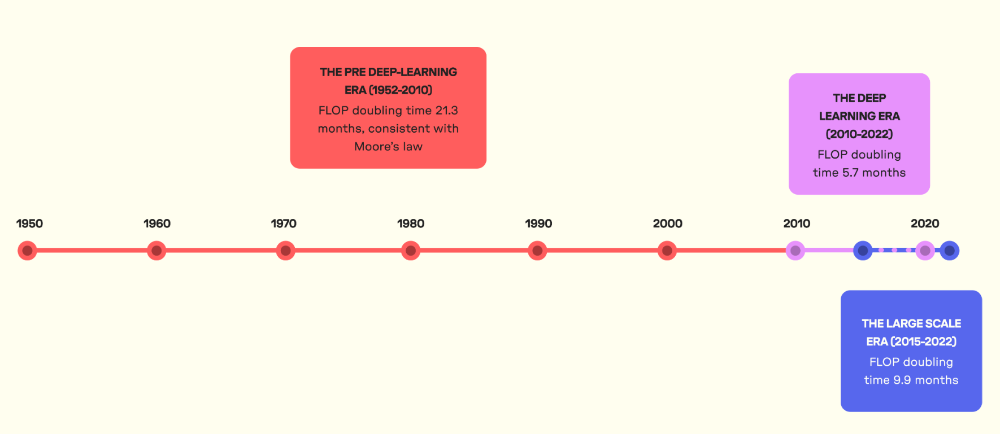 THE PRE DEEP-LEARNING
ERA (1952-2010)
FLOP doubling time 21.3
months, consistent with
Moore's law
THE DEEP
LEARNING ERA
(2010-2022)
FLOP doubling
time 5.7 months
1950
1960
1970
1980
1990
2000
2010
2020
THE LARGE SCALE
ERA (2015-2022)
FLOP doubling
time 9.9 months